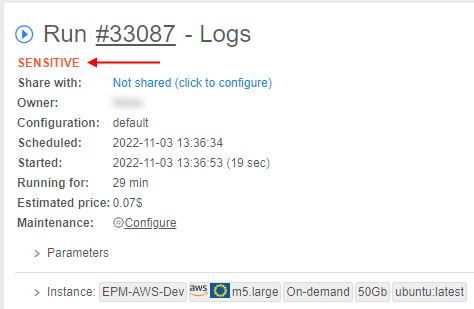 Run #33087 - Logs
SENSITIVE
Share with: Not shared (click to configure)
Owner:
Configuration: default
Scheduled: 2022-11-03 13:36:34
Started: 2022-11-03 13:36:53 (19 sec)
Running for: 29 min
Estimated price: 0.07$
Maintenance: Configure
Parameters
Instance: EPM-AWS-Dev aws m5.large On-demand 50Gb ubuntu:latest